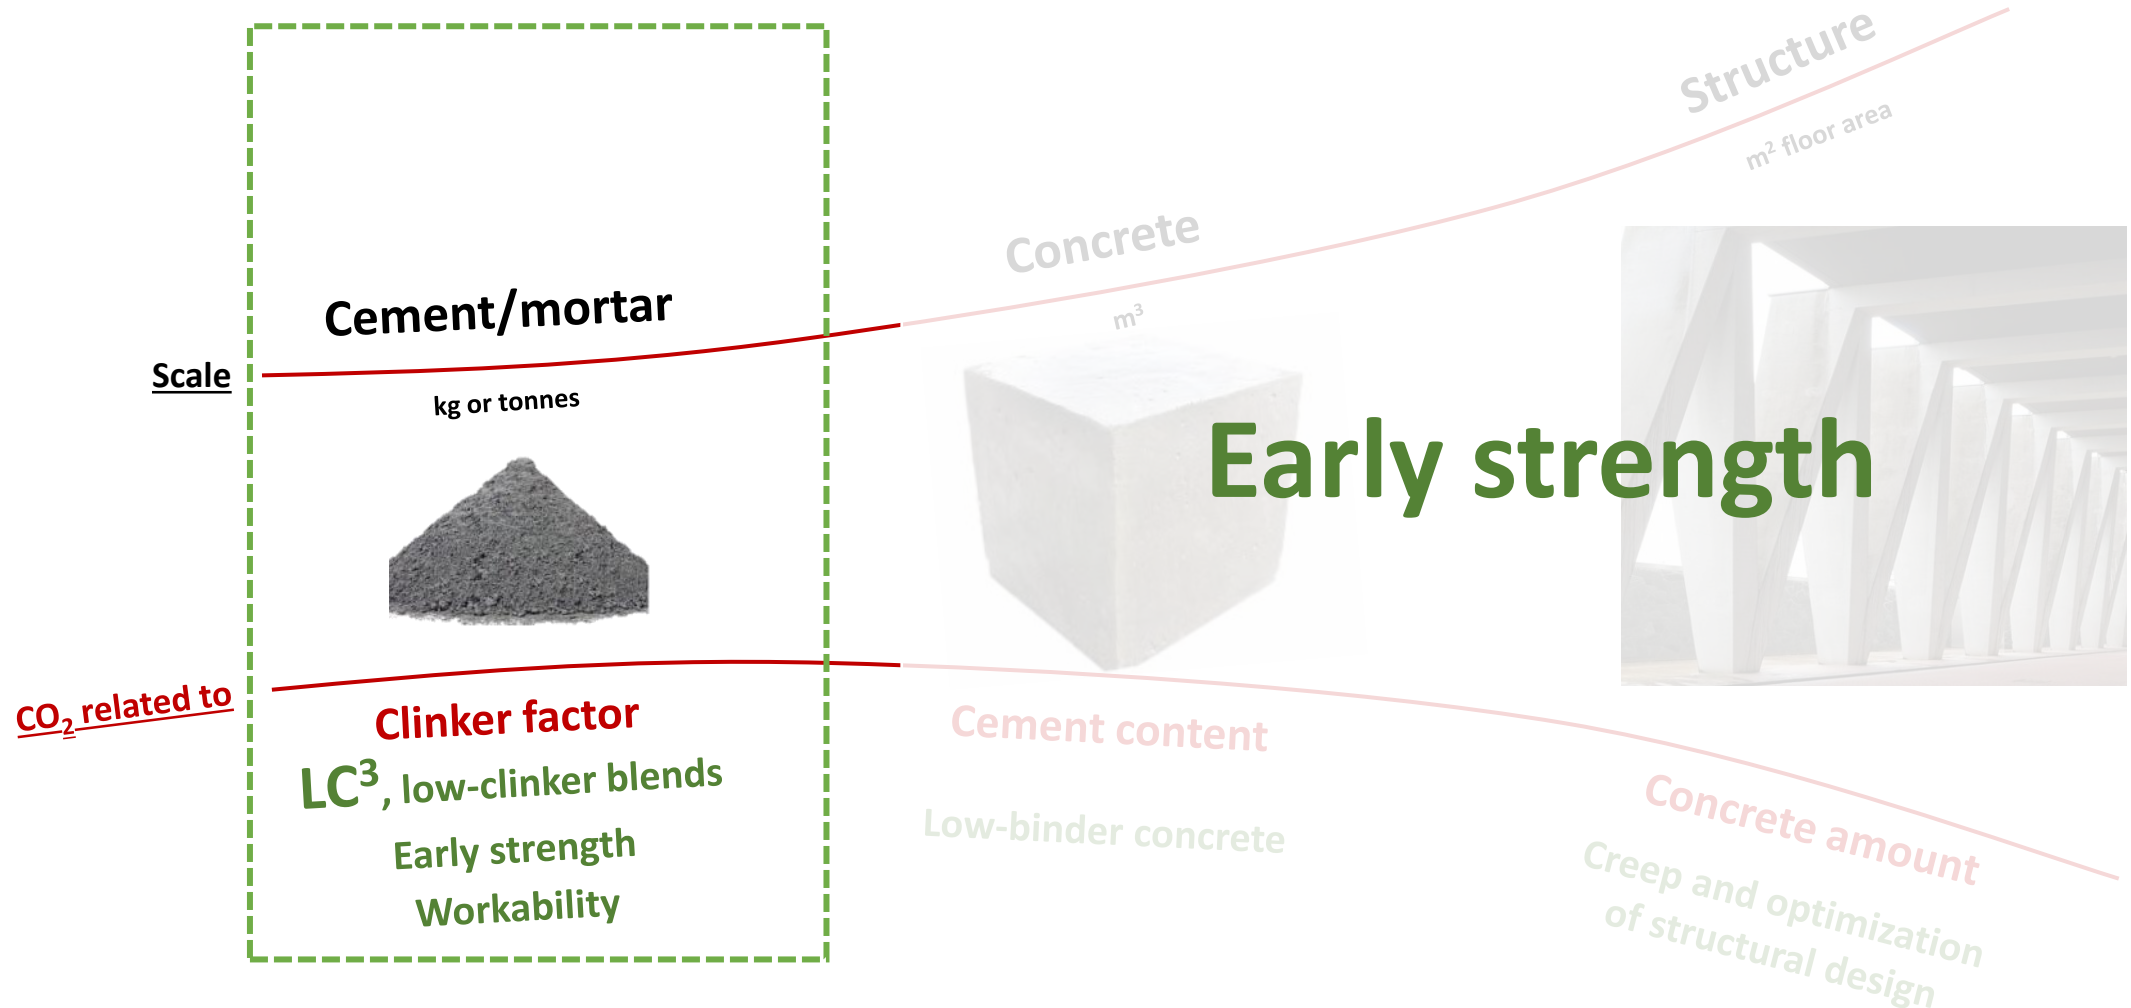 Structure
m² floor area
Concrete
m³
Cement/mortar
Scale
kg or tonnes
Early strength
CO₂ related to
Clinker factor
LC³, low-clinker blends
Early strength
Workability
Cement content
Low-binder concrete
Concrete amount
Creep and optimization
of structural design